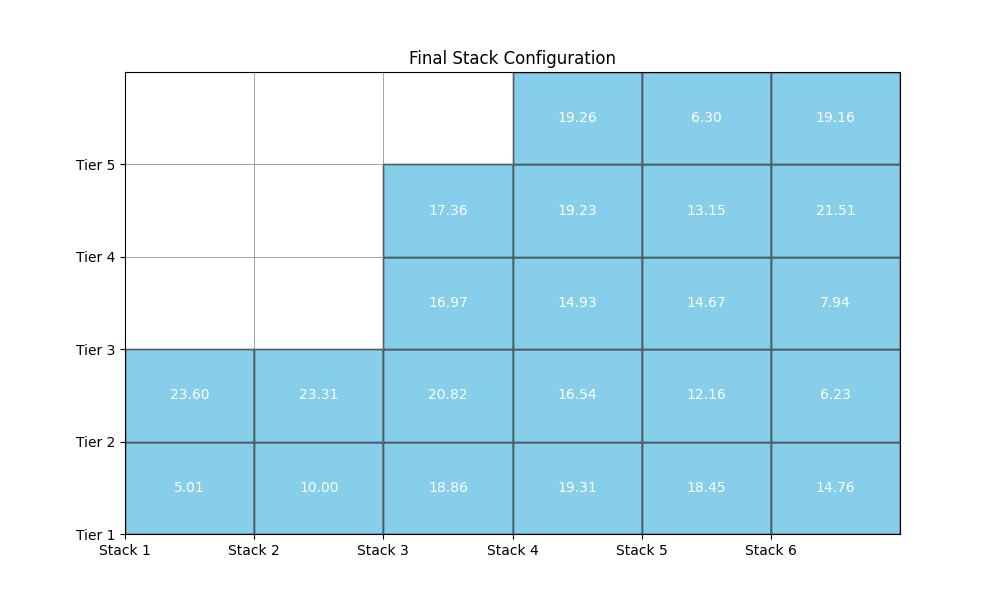 Final Stack Configuration
19.26 6.30 19.16
Tier 5
17.36 19.23 13.15 21.51
Tier 4
16.97 14.93 14.67 7.94
Tier 3
23.60 23.31 20.82 16.54 12.16 6.23
Tier 2
5.01 10.00 18.86 19.31 18.45 14.76
Tier 1
Stack 1 Stack 2 Stack 3 Stack 4 Stack 5 Stack 6